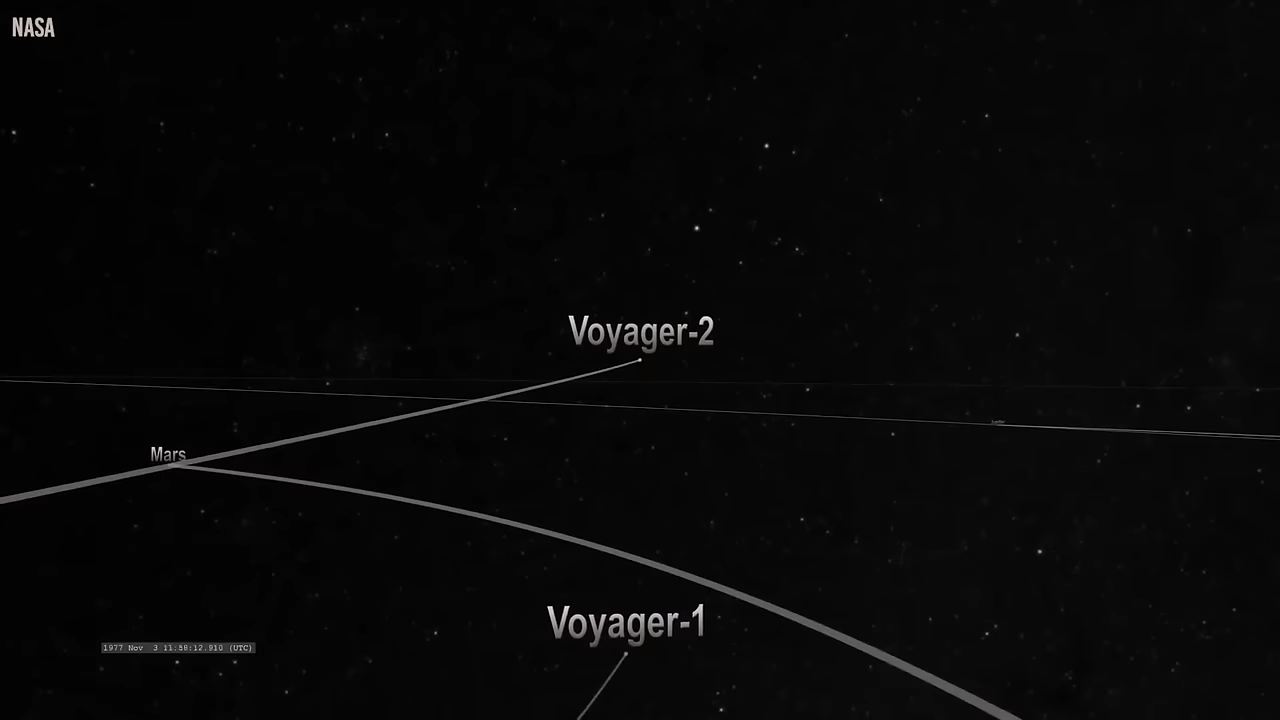 NASA
Voyager-2
Mars
Voyager-1
1977 Nov  3 11:58:12.910 (UTC)